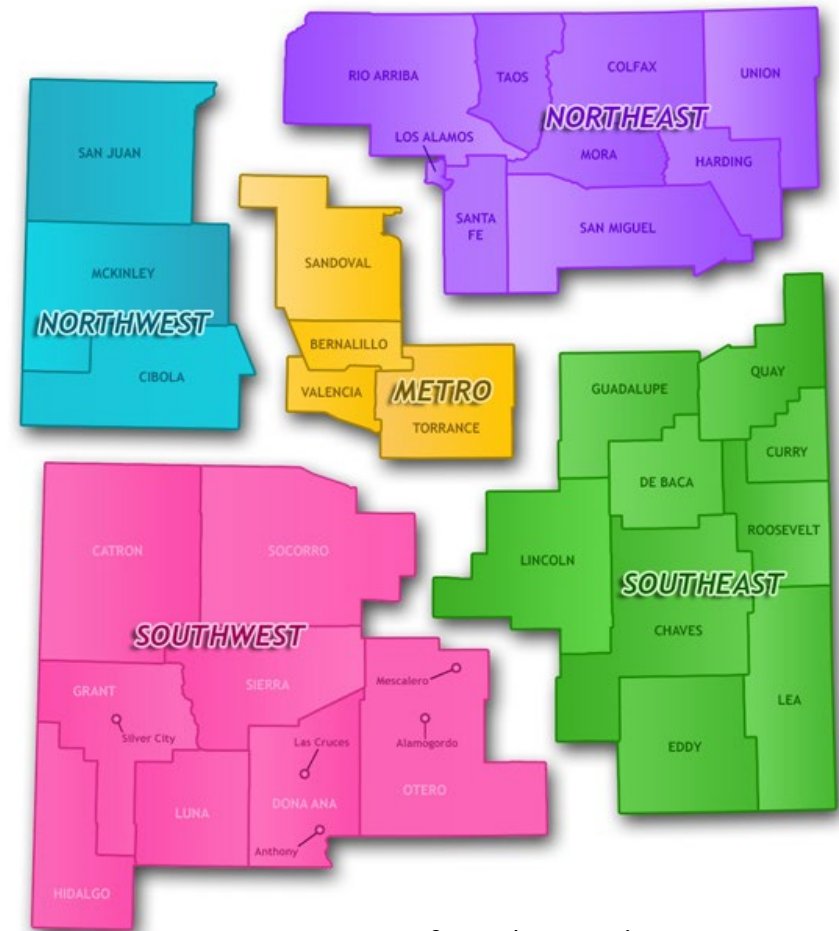 RIO ARRIBA
TAOS
COLFAX
UNION
NORTHEAST
LOS ALAMOS
MORA
HARDING
SANTA
FE
SAN MIGUEL
SAN JUAN
MCKINLEY
NORTHWEST
CIBOLA
SANDOVAL
BERNALILLO
VALENCIA
METRO
TORRANCE
GUADALUPE
QUAY
CURRY
DE BACA
ROOSEVELT
LINCOLN
SOUTHEAST
CHAVES
LEA
EDDY
CATRON
SOCORRO
SOUTHWEST
GRANT
SIERRA
Mescalero
Silver City
Las Cruces
Alamogordo
LUNA
DONA ANA
OTERO
Anthony
HIDALGO